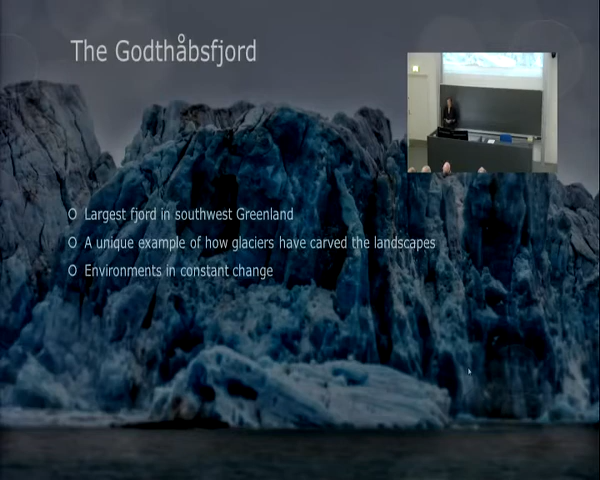 The Godthåbsfjord
O Largest fjord in southwest Greenland
O A unique example of how glaciers have carved the landscapes
O Environments in constant change